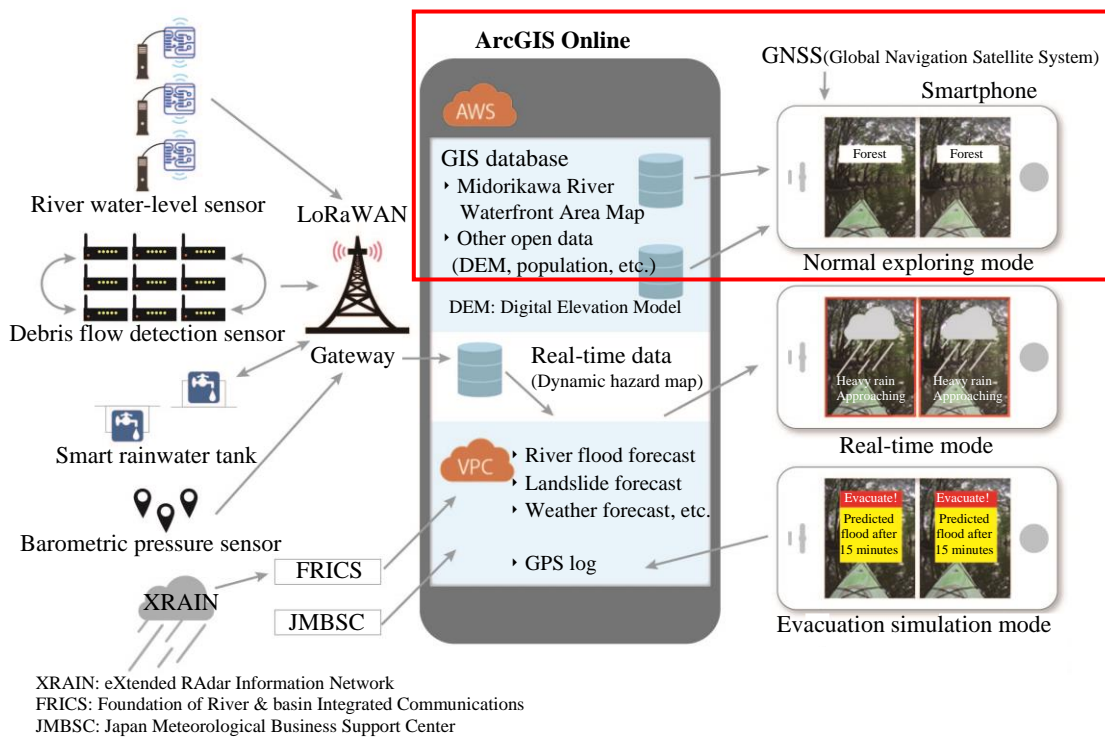 ArcGIS Online
GNSS(Global Navigation Satellite System)
Smartphone
AWS
GIS database
‣ Midorikawa River
Waterfront Area Map
‣ Other open data
(DEM, population, etc.)
DEM: Digital Elevation Model
Forest
Forest
Normal exploring mode
River water-level sensor
LoRaWAN
Debris flow detection sensor
Gateway
Real-time data
(Dynamic hazard map)
Heavy rain
Approaching
Heavy rain
Approaching
Real-time mode
Smart rainwater tank
VPC
‣ River flood forecast
‣ Landslide forecast
‣ Weather forecast, etc.
‣ GPS log
Evacuate!
Predicted
flood after
15 minutes
Evacuate!
Predicted
flood after
15 minutes
Evacuation simulation mode
Barometric pressure sensor
XRAIN
FRICS
JMBSC
XRAIN: eXtended RAdar Information Network
FRICS: Foundation of River & basin Integrated Communications
JMBSC: Japan Meteorological Business Support Center